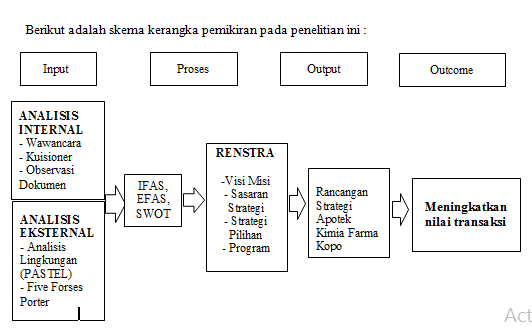 Berikut adalah skema kerangka pemikiran pada penelitian ini :
Input
Proses
Output
Outcome
ANALISIS
INTERNAL
- Wawancara
- Kuisioner
- Observasi
Dokumen
ANALISIS
EKSTERNAL
- Analisis
Lingkungan
(PASTEL)
- Five Forses
Porter
IFAS,
EFAS,
SWOT
RENSTRA
-Visi Misi
- Sasaran
Strategi
- Strategi
Pilihan
- Program
Rancangan
Strategi
Apotek
Kimia Farma
Kopo
Meningkatkan
nilai transaksi
Act